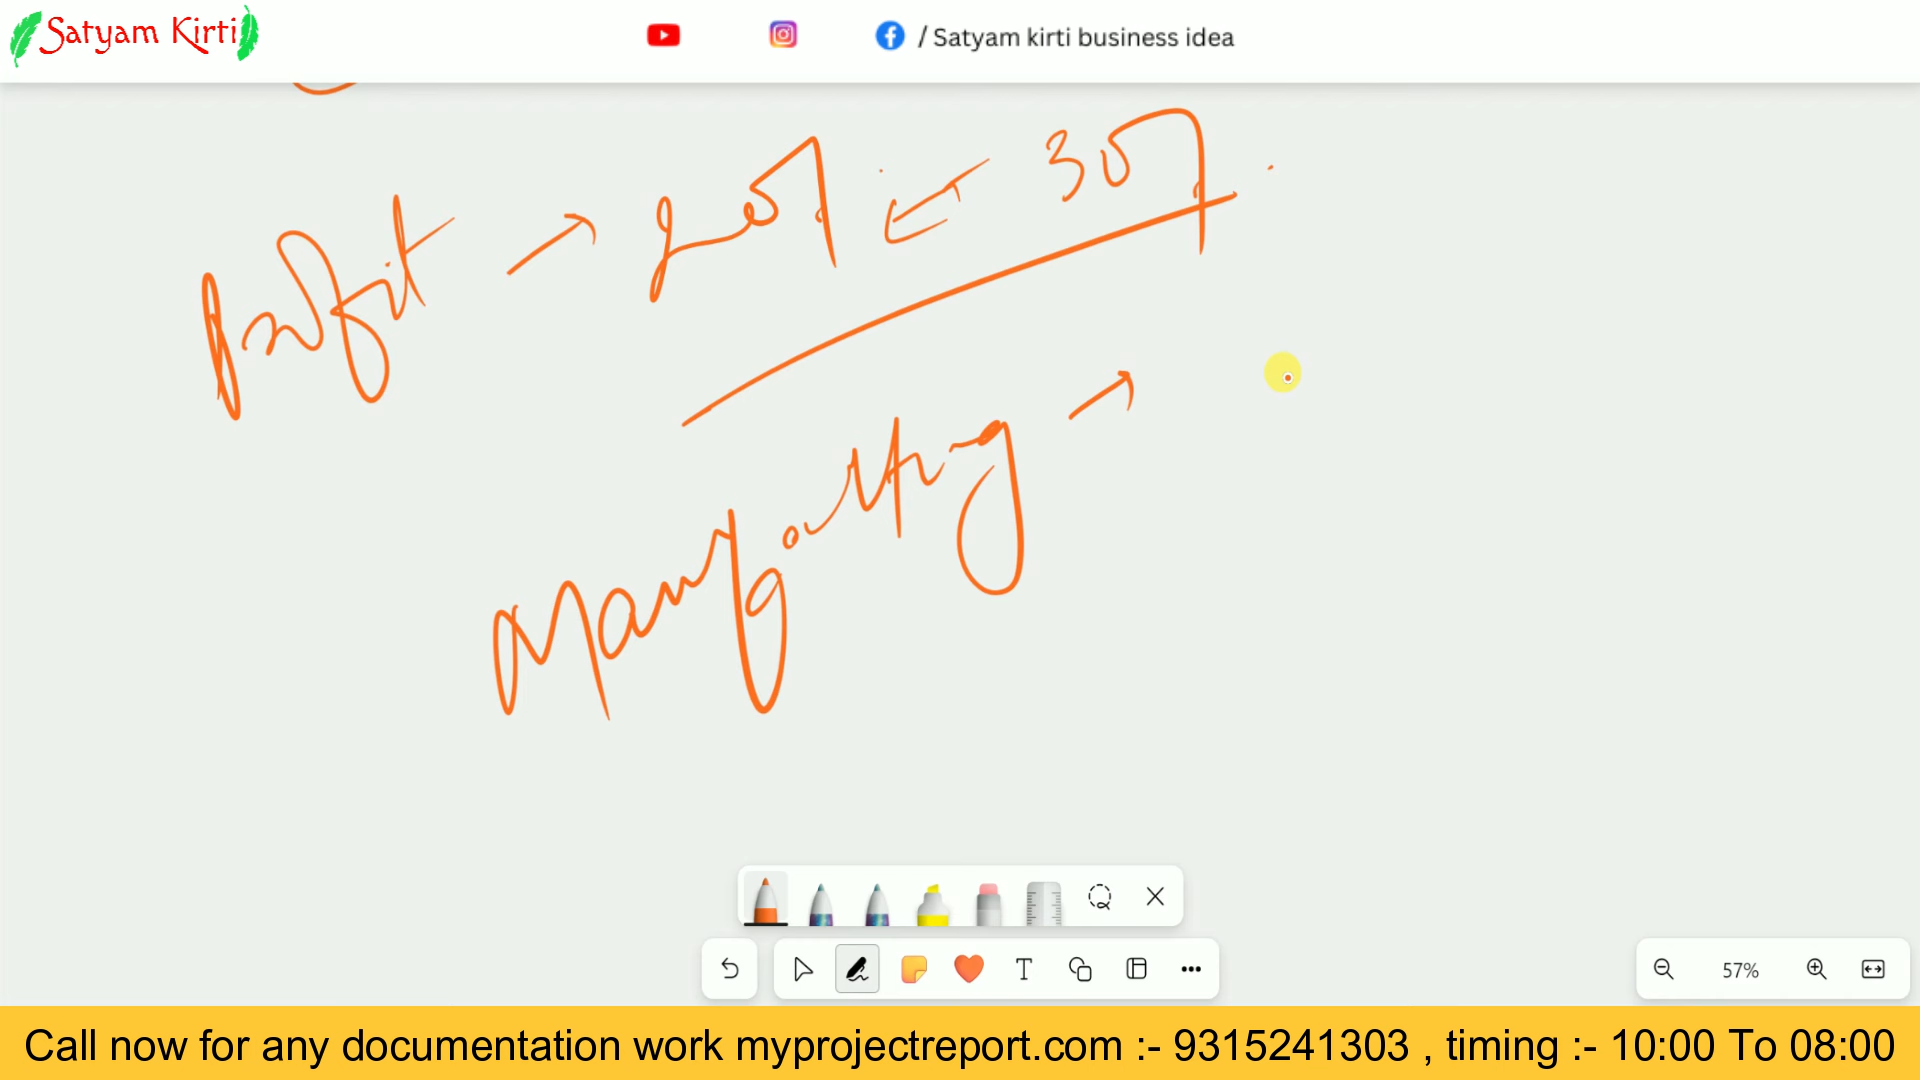 Satyam Kirti
/ Satyam kirti business idea
Profit → 20% 30%
57%
Call now for any documentation work myprojectreport.com :- 9315241303 , timing :- 10:00 To 08:00